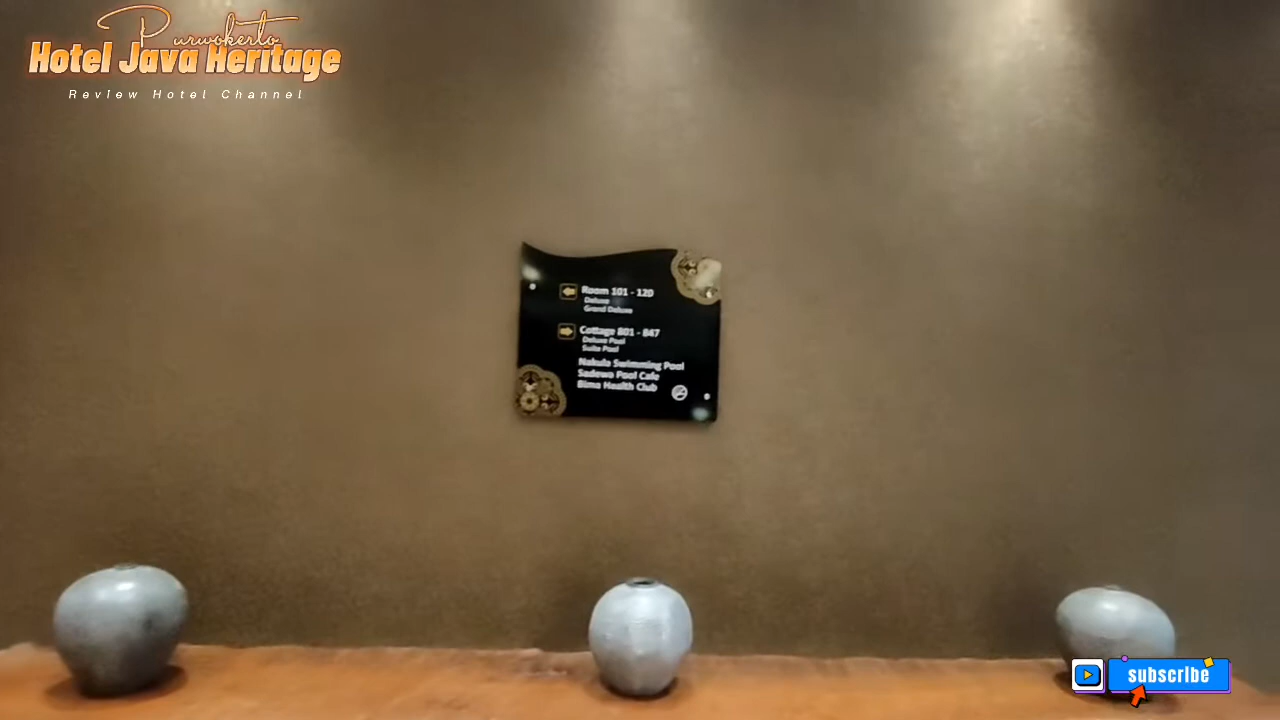 Purwokerto
Hotel Java Heritage
Review Hotel Channel
Room 101 - 120
Deluxe
Grand Deluxe
Cottage 801 - 847
Deluxe Pool
Suite Pool
Nakula Swimming Pool
Sadewa Pool Cafe
Bima Health Club
subscribe